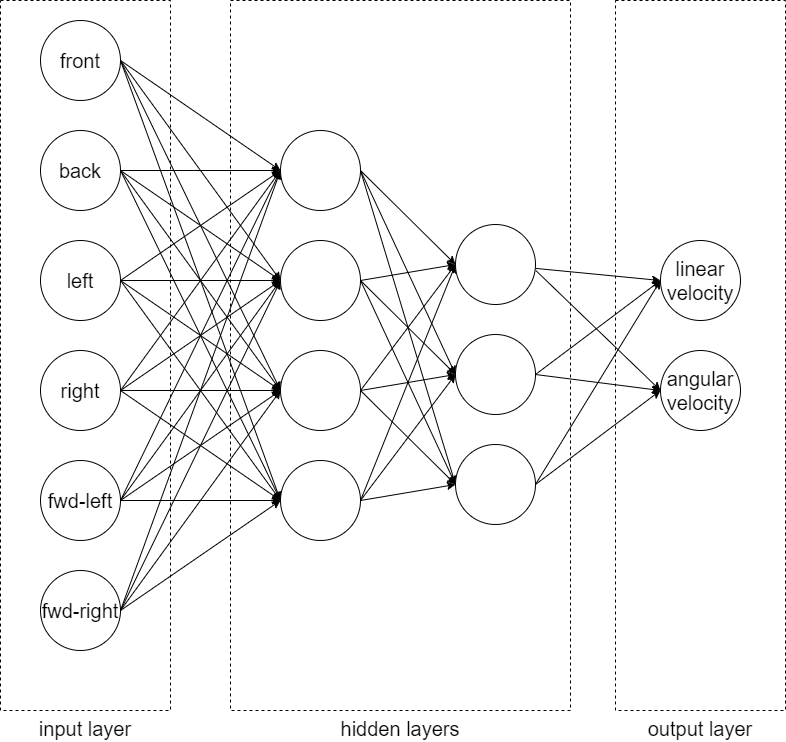 front
back
left
right
fwd-left
fwd-right
linear
velocity
angular
velocity
input layer
hidden layers
output layer